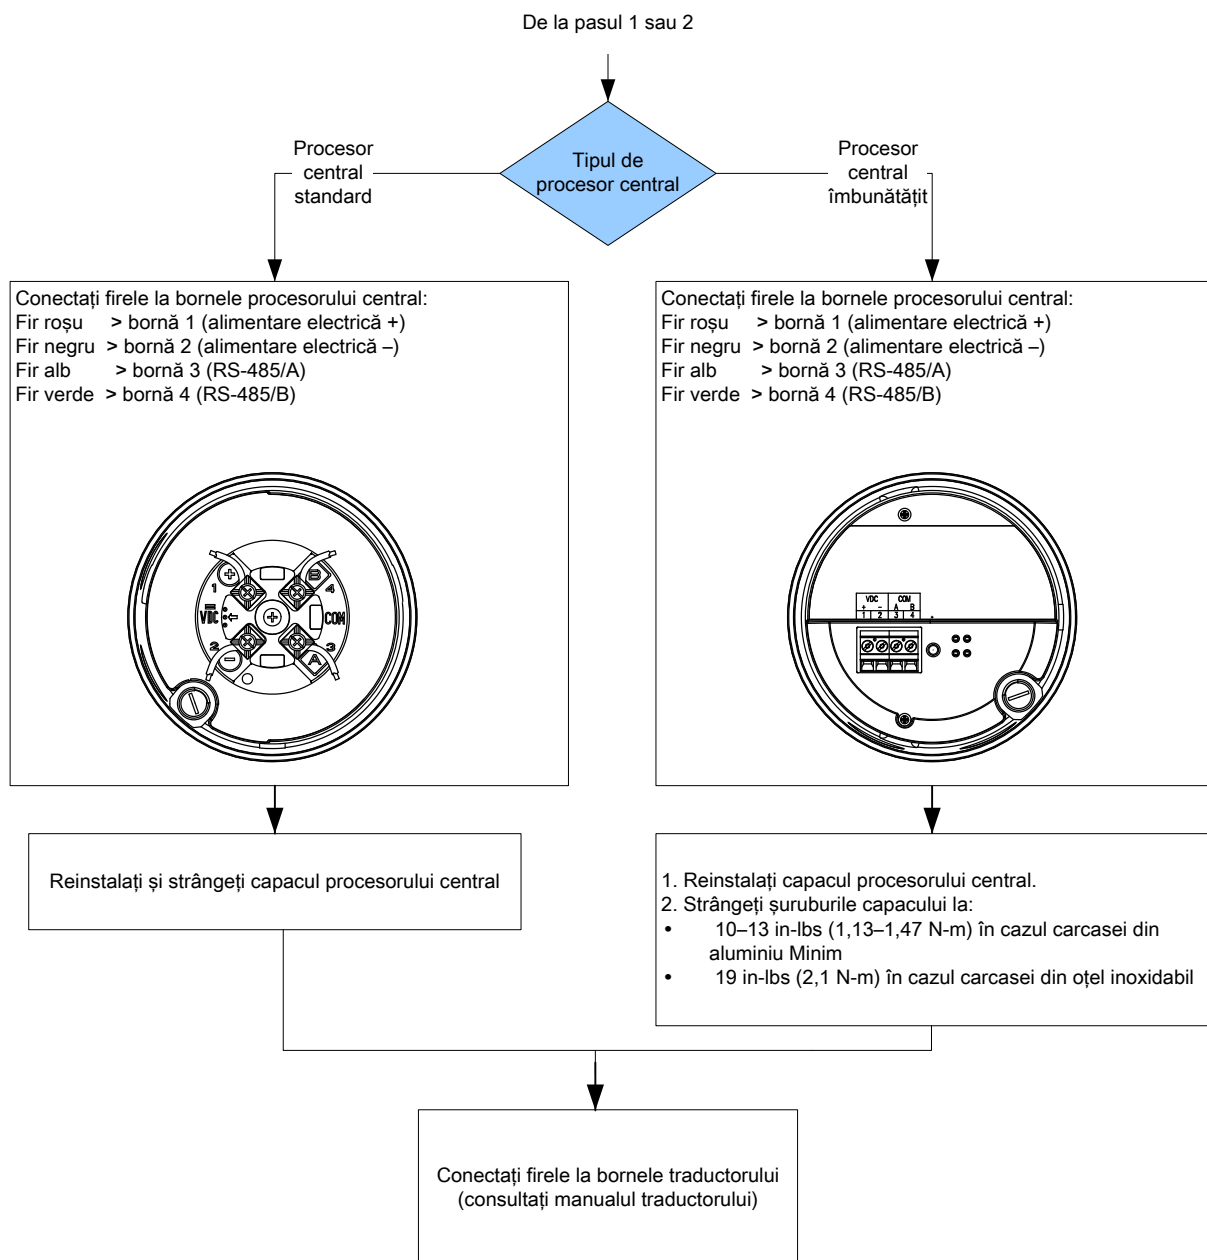 De la pasul 1 sau 2
Tipul de
procesor central
Procesor
central
standard
Procesor
central
îmbunătățit
Conectați firele la bornele procesorului central:
Fir roșu > bornă 1 (alimentare electrică +)
Fir negru > bornă 2 (alimentare electrică –)
Fir alb > bornă 3 (RS-485/A)
Fir verde > bornă 4 (RS-485/B)
+ B
1 4
VDC COM
2 3
– A
Conectați firele la bornele procesorului central:
Fir roșu > bornă 1 (alimentare electrică +)
Fir negru > bornă 2 (alimentare electrică –)
Fir alb > bornă 3 (RS-485/A)
Fir verde > bornă 4 (RS-485/B)
VDC COM
+ – A B
1 2 3 4
Reinstalați și strângeți capacul procesorului central
1. Reinstalați capacul procesorului central.
2. Strângeți șuruburile capacului la:
• 10–13 in-lbs (1,13–1,47 N-m) în cazul carcasei din
aluminiu Minim
• 19 in-lbs (2,1 N-m) în cazul carcasei din oțel inoxidabil
Conectați firele la bornele traductorului
(consultați manualul traductorului)